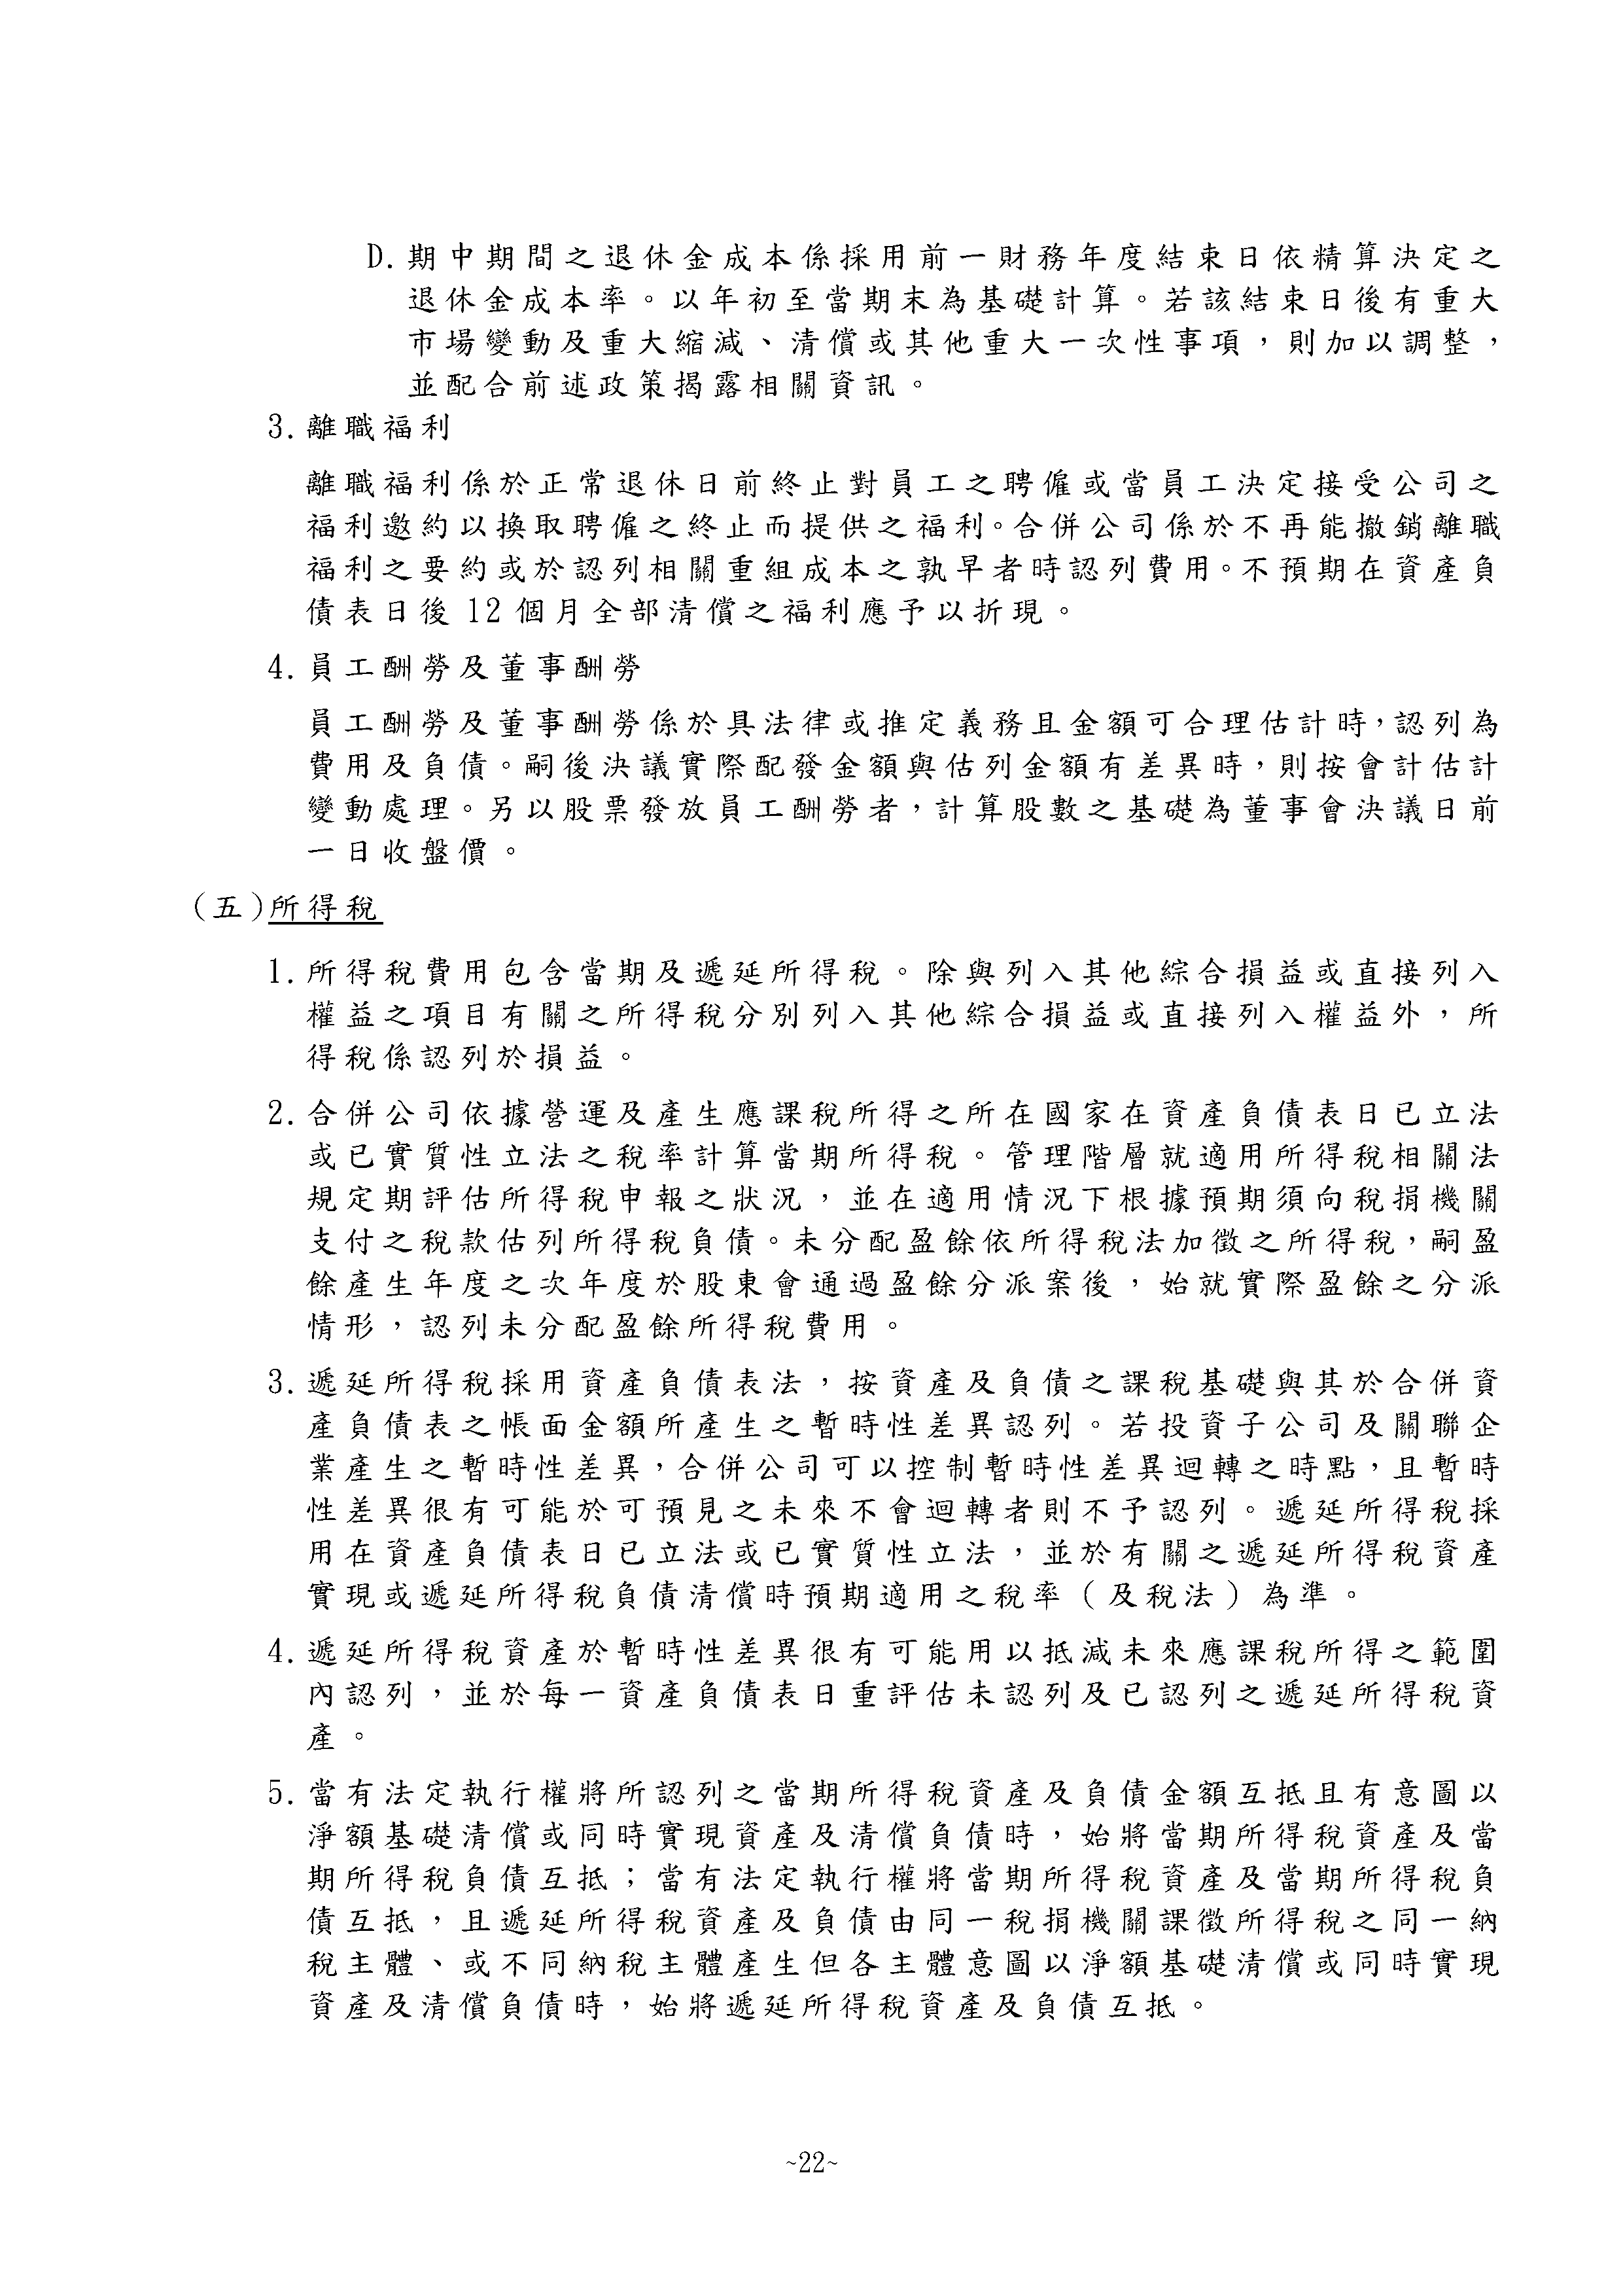 D.期中期間之退休金成本係採用前一財務年度結束日依精算決定之
退休金成本率。以年初至當期末為基礎計算。若該結束日後有重大
市場變動及重大縮減、清償或其他重大一次性事項，則加以調整，
並配合前述政策揭露相關資訊。
3.離職福利
離職福利係於正常退休日前終止對員工之聘僱或當員工決定接受公司之
福利邀約以換取聘僱之終止而提供之福利。合併公司係於不再能撤銷離職
福利之要約或於認列相關重組成本之孰早者時認列費用。不預期在資產負
債表日後 12 個月全部清償之福利應予以折現。
4.員工酬勞及董事酬勞
員工酬勞及董事酬勞係於具法律或推定義務且金額可合理估計時，認列為
費用及負債。嗣後決議實際配發金額與估列金額有差異時，則按會計估計
變動處理。另以股票發放員工酬勞者，計算股數之基礎為董事會決議日前
一日收盤價。
(五)所得稅
1.所得稅費用包含當期及遞延所得稅。除與列入其他綜合損益或直接列入
權益之項目有關之所得稅分別列入其他綜合損益或直接列入權益外，所
得稅係認列於損益。
2.合併公司依據營運及產生應課稅所得之所在國家在資產負債表日已立法
或已實質性立法之稅率計算當期所得稅。管理階層就適用所得稅相關法
規定期評估所得稅申報之狀況，並在適用情況下根據預期須向稅捐機關
支付之稅款估列所得稅負債。未分配盈餘依所得稅法加徵之所得稅，嗣盈
餘產生年度之次年度於股東會通過盈餘分派案後，始就實際盈餘之分派
情形，認列未分配盈餘所得稅費用。
3.遞延所得稅採用資產負債表法，按資產及負債之課稅基礎與其於合併資
產負債表之帳面金額所產生之暫時性差異認列。若投資子公司及關聯企
業產生之暫時性差異，合併公司可以控制暫時性差異迴轉之時點，且暫時
性差異很有可能於可預見之未來不會迴轉者則不予認列。遞延所得稅採
用在資產負債表日已立法或已實質性立法，並於有關之遞延所得稅資產
實現或遞延所得稅負債清償時預期適用之稅率（及稅法）為準。
4.遞延所得稅資產於暫時性差異很有可能用以抵減未來應課稅所得之範圍
內認列，並於每一資產負債表日重評估未認列及已認列之遞延所得稅資
產。
5.當有法定執行權將所認列之當期所得稅資產及負債金額互抵且有意圖以
淨額基礎清償或同時實現資產及清償負債時，始將當期所得稅資產及當
期所得稅負債互抵；當有法定執行權將當期所得稅資產及當期所得稅負
債互抵，且遞延所得稅資產及負債由同一稅捐機關課徵所得稅之同一納
稅主體、或不同納稅主體產生但各主體意圖以淨額基礎清償或同時實現
資產及清償負債時，始將遞延所得稅資產及負債互抵。
~22~